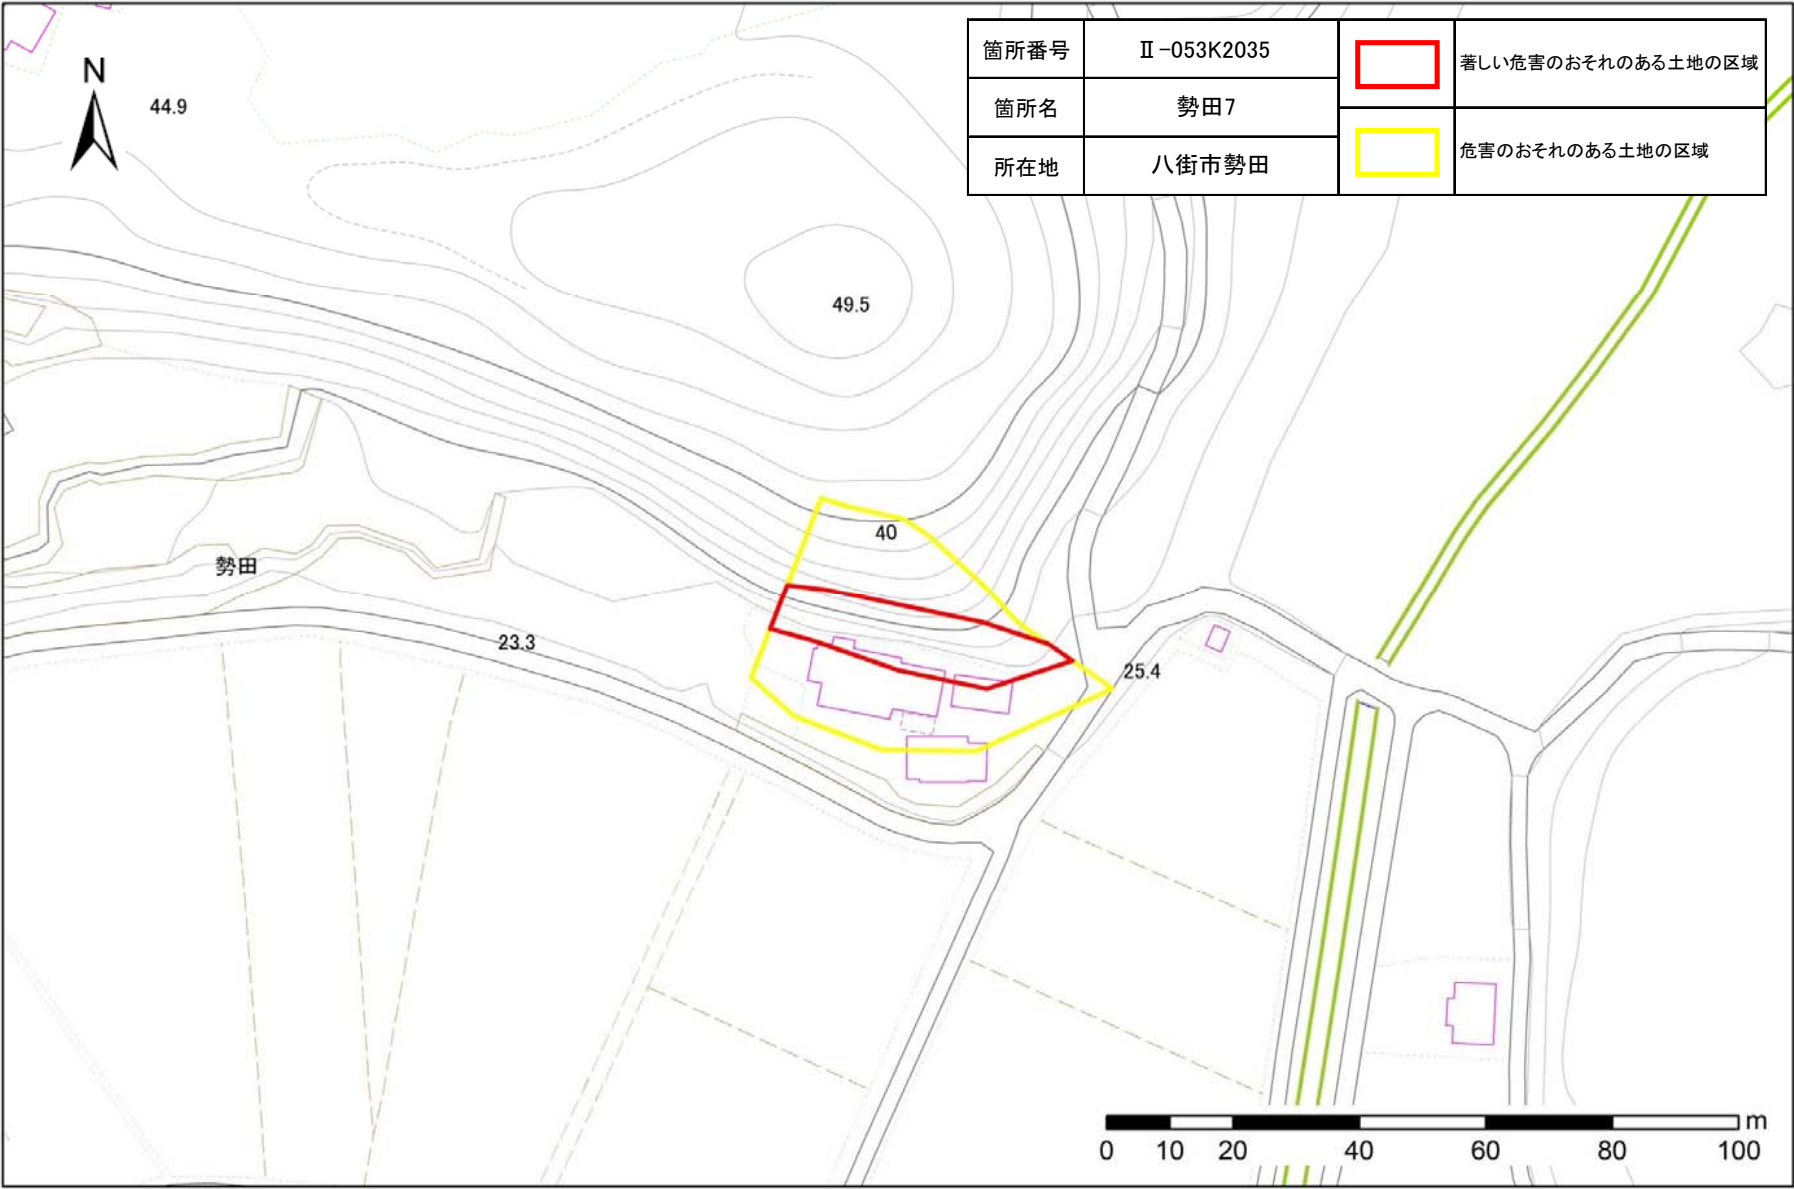 箇所番号 Ⅱ-053K2035
著しい危害のおそれのある土地の区域
箇所名 勢田7
危害のおそれのある土地の区域
所在地 八街市勢田
N
44.9
49.5
40
勢田
23.3
25.4
m
0 10 20 40 60 80 100